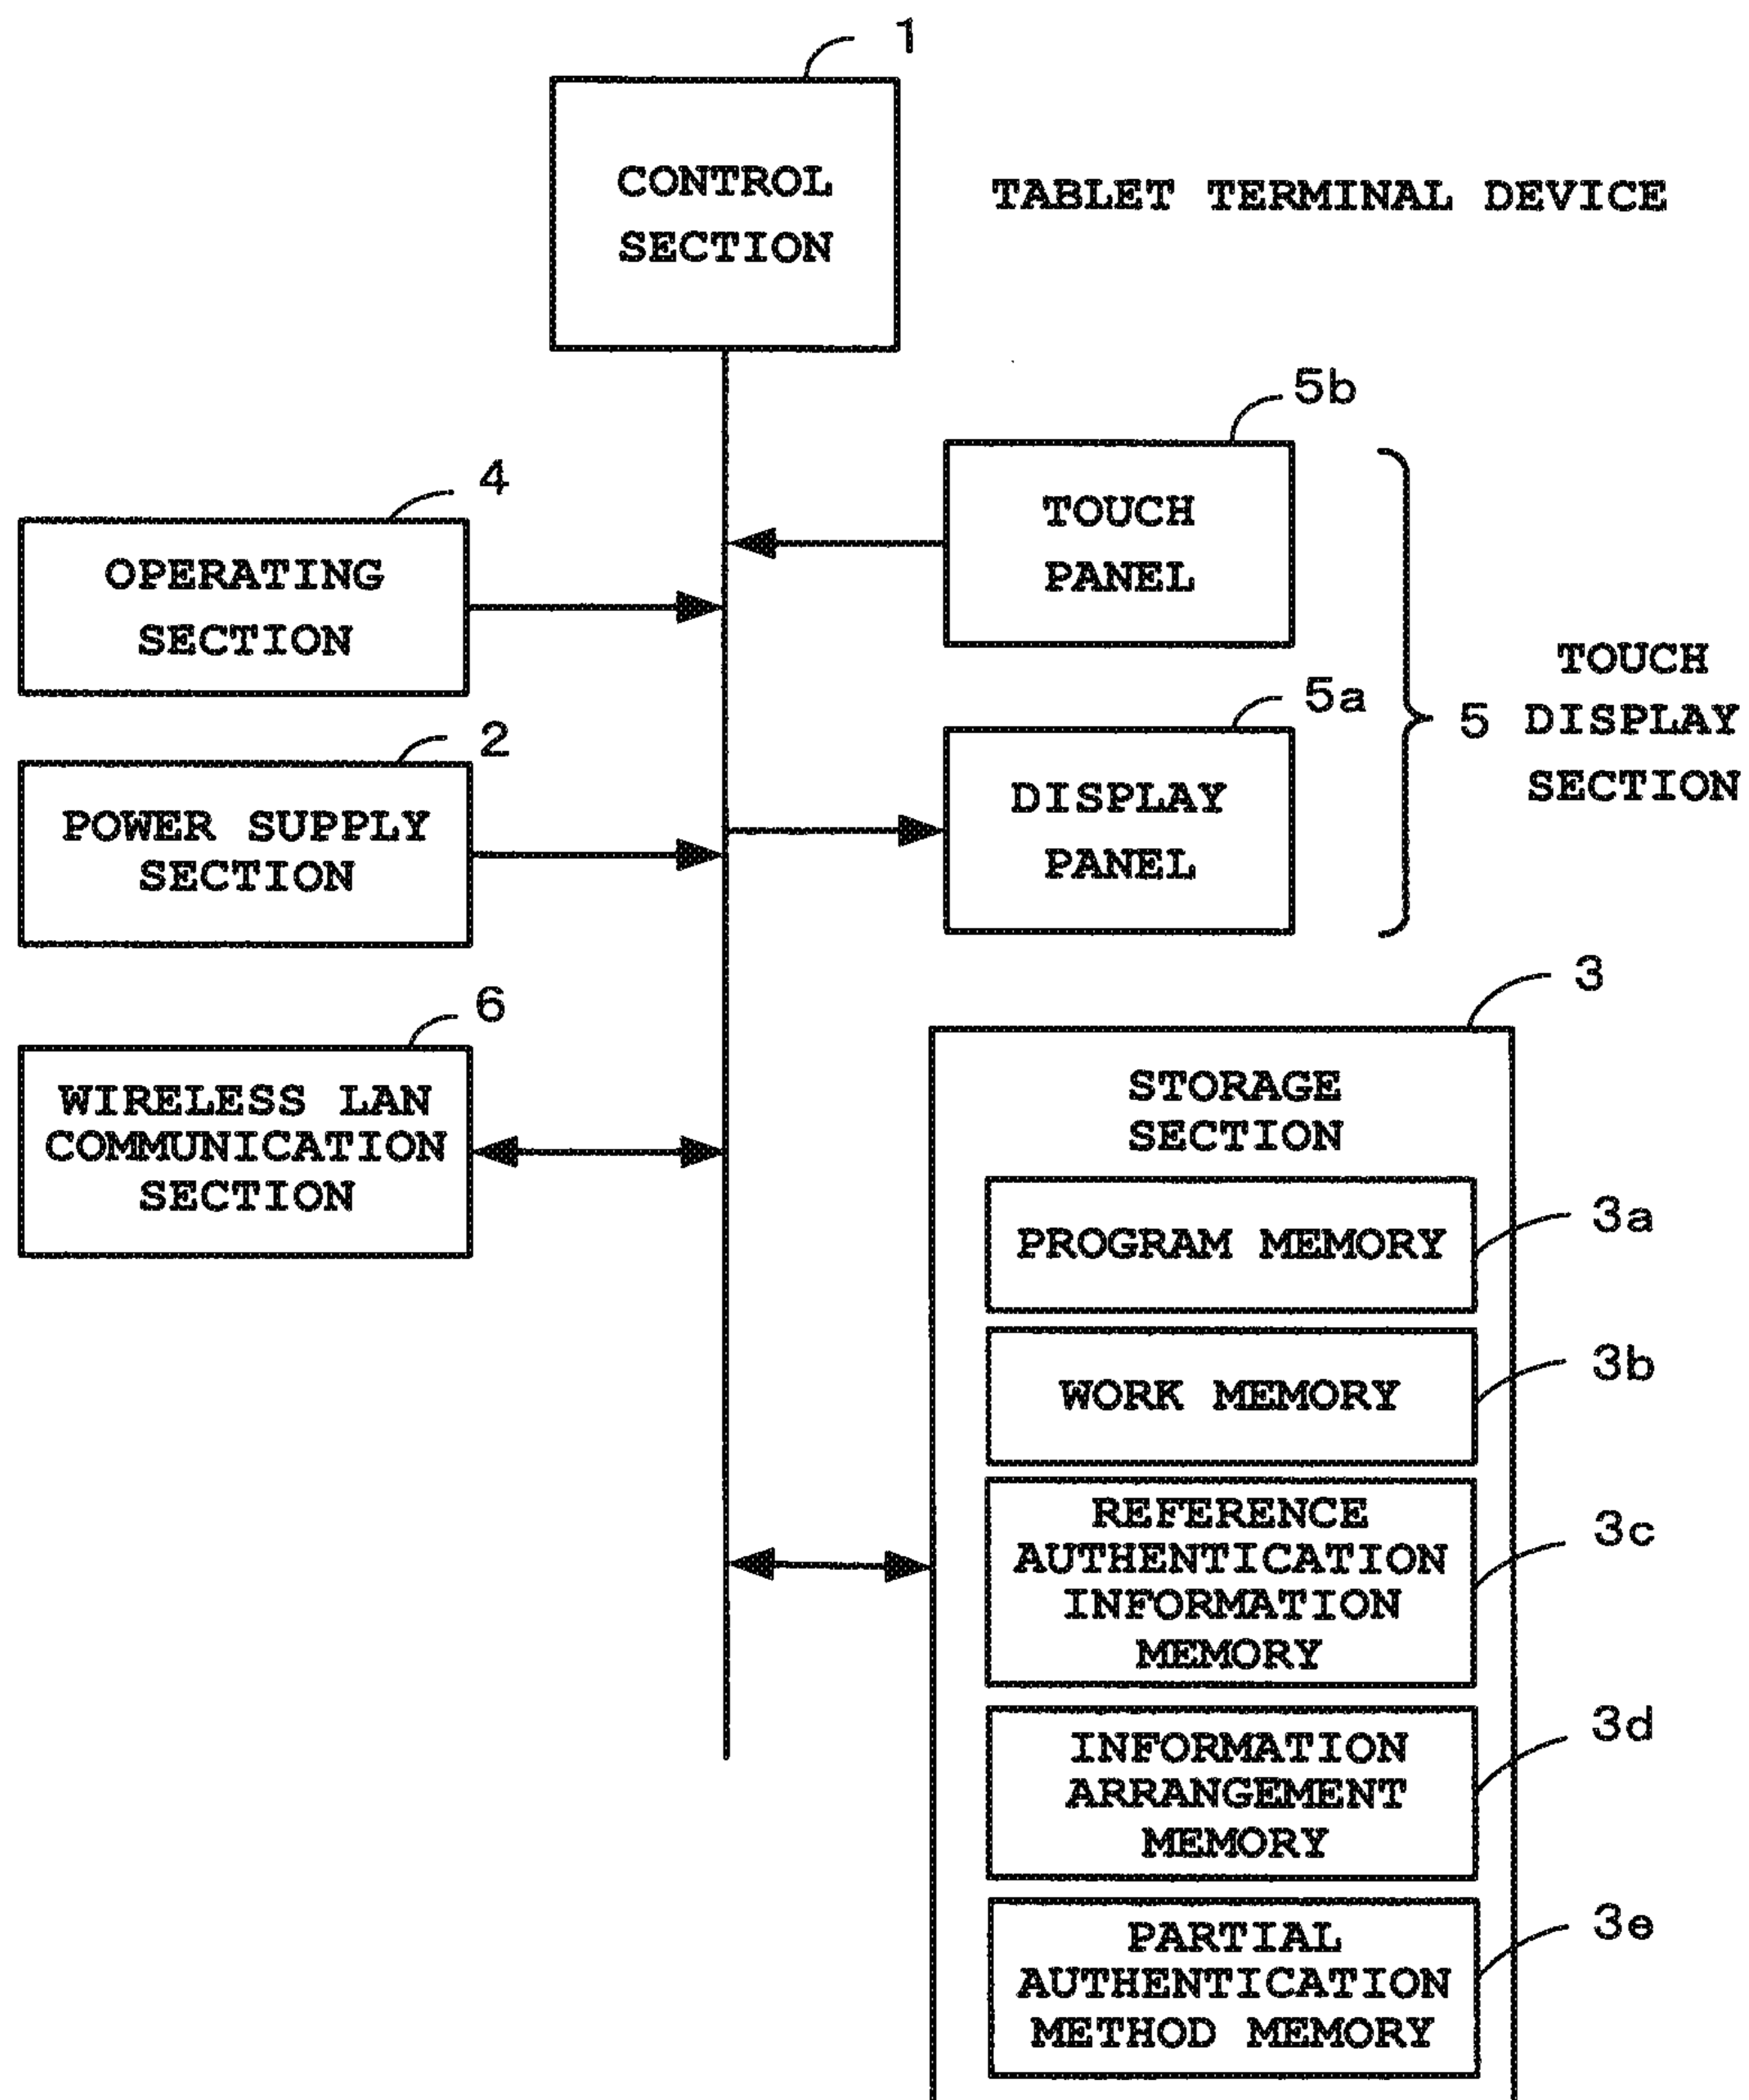 1
CONTROL
SECTION
TABLET TERMINAL DEVICE
5b
TOUCH
PANEL
4
OPERATING
SECTION
5a
DISPLAY
PANEL
5
TOUCH
DISPLAY
SECTION
2
POWER SUPPLY
SECTION
6
WIRELESS LAN
COMMUNICATION
SECTION
3
STORAGE
SECTION
PROGRAM MEMORY
3a
WORK MEMORY
3b
REFERENCE
AUTHENTICATION
INFORMATION
MEMORY
3c
INFORMATION
ARRANGEMENT
MEMORY
3d
PARTIAL
AUTHENTICATION
METHOD MEMORY
3e